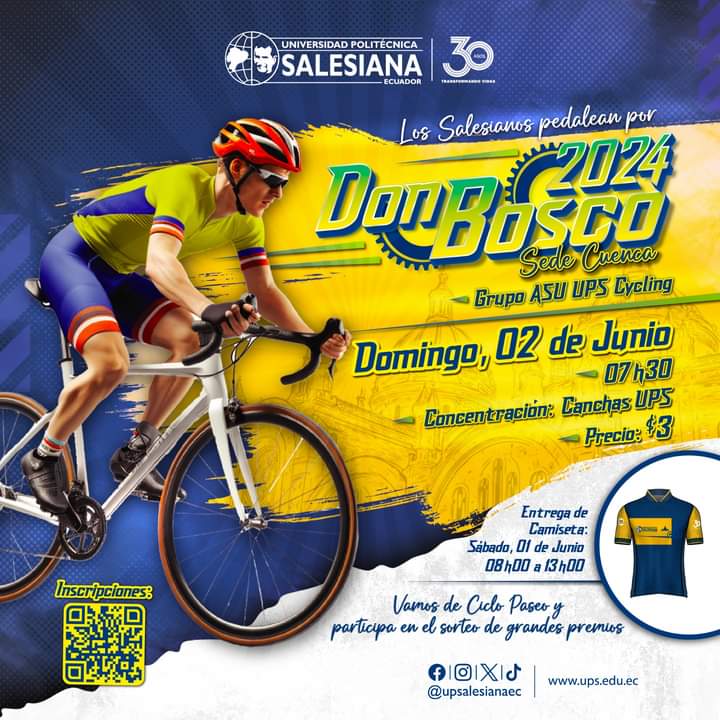 UNIVERSIDAD POLITÉCNICA
SALESIANA
ECUADOR
30
AÑOS
TRANSFORMANDO VIDAS
Los Salesianos pedalean por
2024
Don Bosco
Sede Cuenca
Grupo ASU UPS Cycling
Domingo, 02 de Junio
07h30
Concentración: Canchas UPS
Precio: $3
Entrega de
Camiseta:
Sábado, 01 de Junio
08h00 a 13h00
Inscripciones:
Vamos de Ciclo Paseo y
participa en el sorteo de grandes premios
@upsalesianaec
www.ups.edu.ec